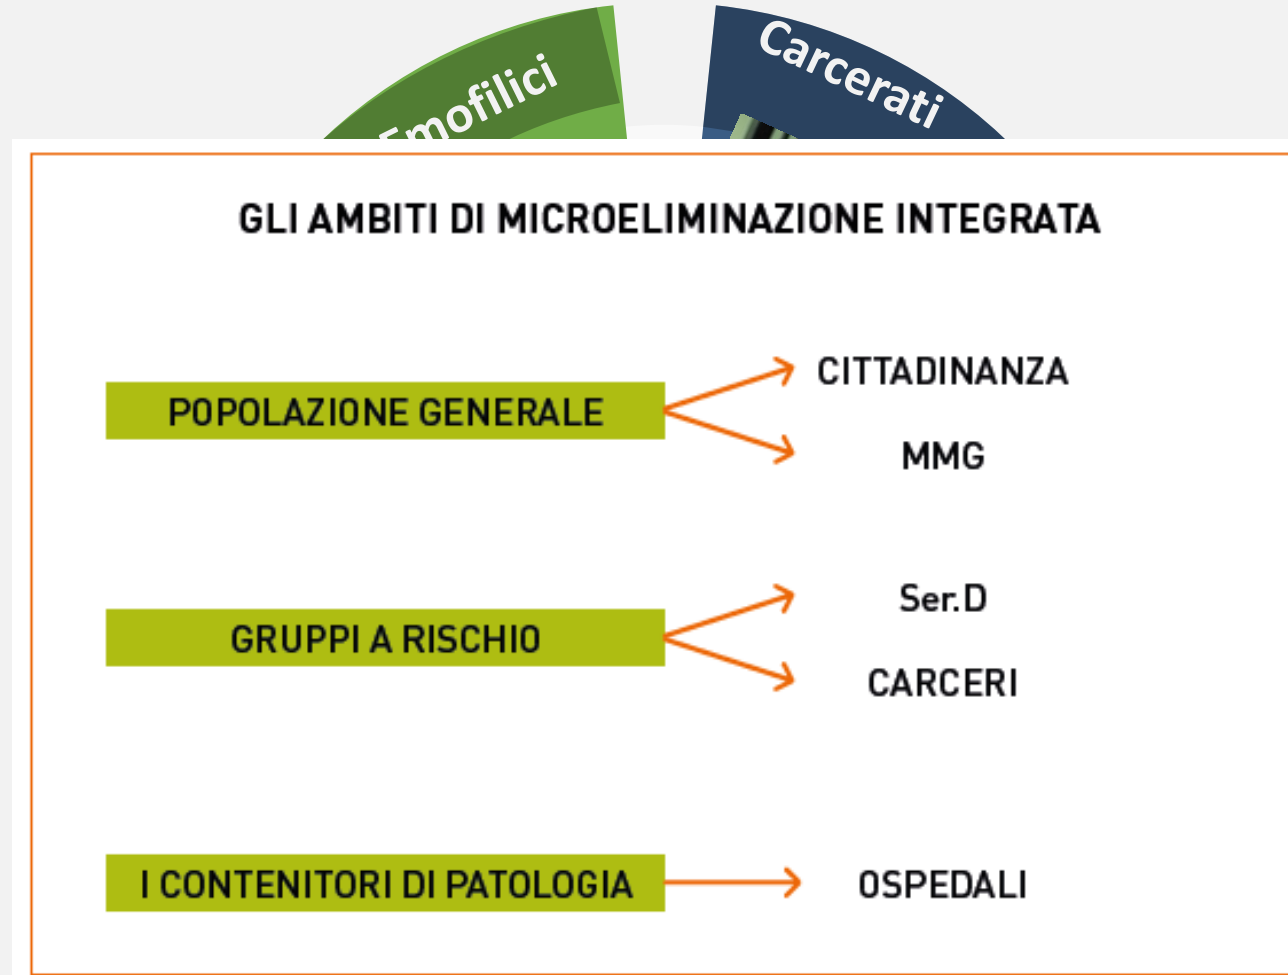 Emofilici
Carcerati
GLI AMBITI DI MICROELIMINAZIONE INTEGRATA
POPOLAZIONE GENERALE
CITTADINANZA
MMG
GRUPPI A RISCHIO
Ser.D
CARCERI
I CONTENITORI DI PATOLOGIA
OSPEDALI